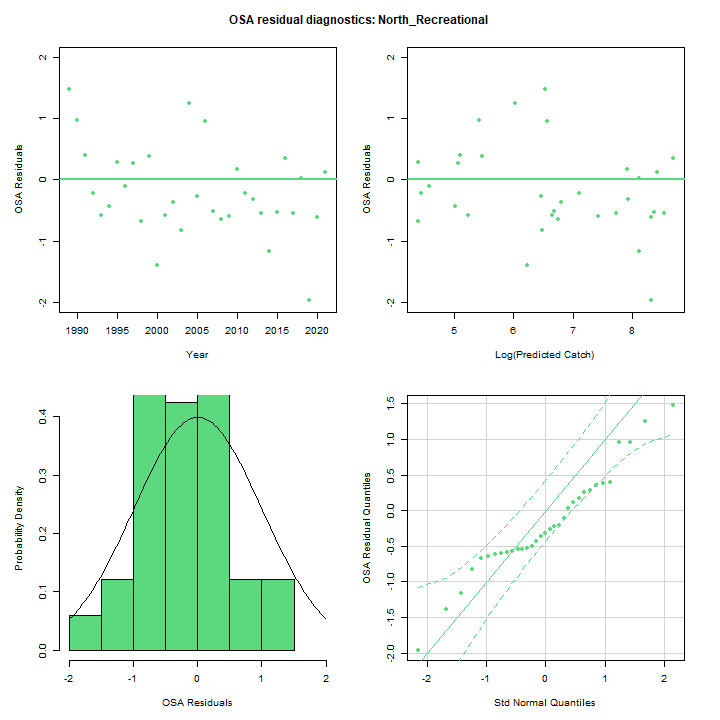 OSA residual diagnostics: North_Recreational
OSA Residuals
2
1
0
-1
-2
1990 1995 2000 2005 2010 2015 2020
Year
OSA Residuals
2
1
0
-1
-2
5 6 7 8
Log(Predicted Catch)
Probability Density
0.4
0.3
0.2
0.1
0.0
-2 -1 0 1 2
OSA Residuals
OSA Residual Quantiles
1.5
1.0
0.5
0.0
-0.5
-1.0
-1.5
-2.0
-2 -1 0 1 2
Std Normal Quantiles